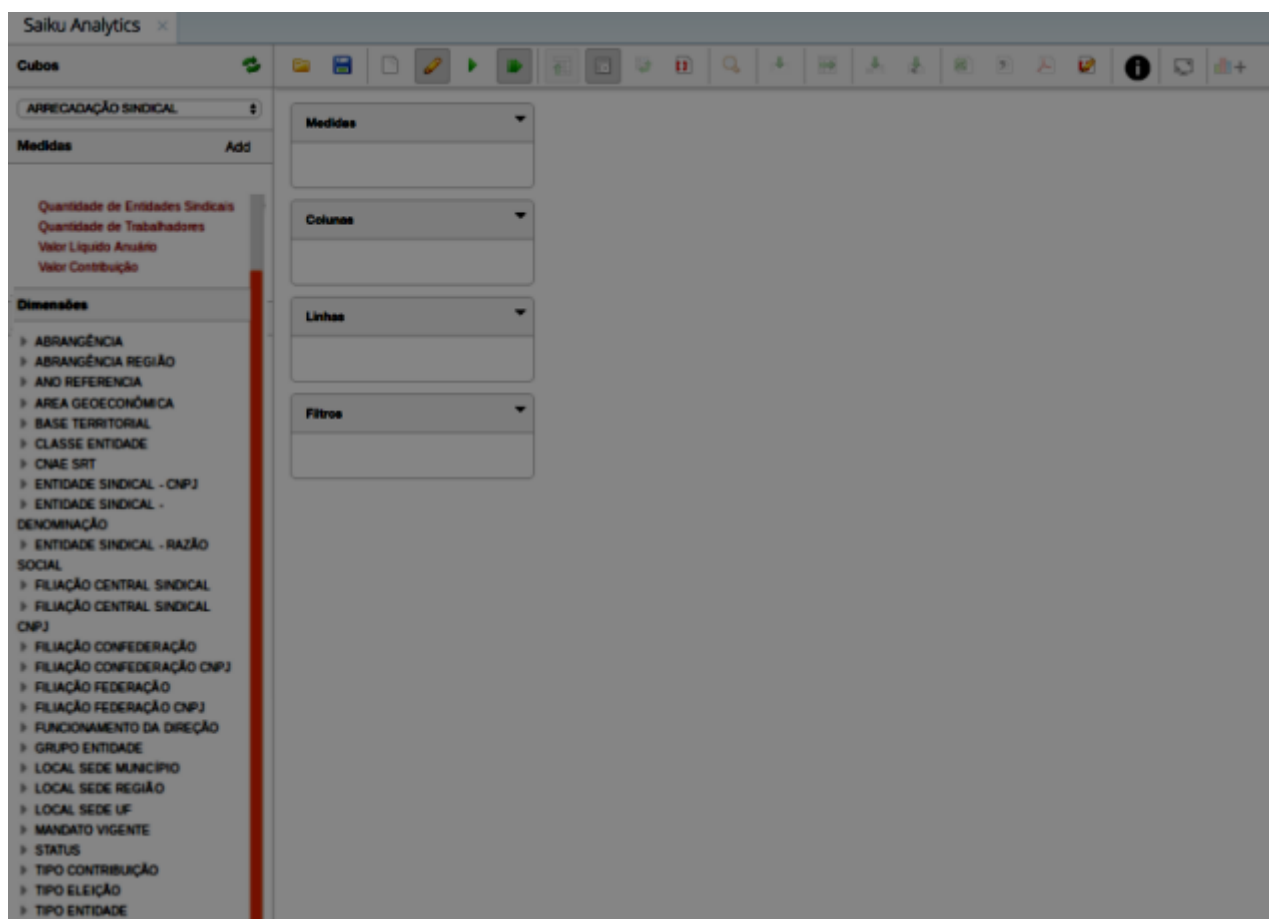 Saiku Analytics ×
Cubos
ARRECADAÇÃO SINDICAL
Medidas Add
Quantidade de Entidades Sindicais
Quantidade de Trabalhadores
Valor Líquido Anuário
Valor Contribuição
Dimensões
ABRANGÊNCIA
ABRANGÊNCIA REGIÃO
ANO REFERENCIA
AREA GEOECONÔMICA
BASE TERRITORIAL
CLASSE ENTIDADE
CNAE SRT
ENTIDADE SINDICAL - CNPJ
ENTIDADE SINDICAL -
DENOMINAÇÃO
ENTIDADE SINDICAL - RAZÃO
SOCIAL
FILIAÇÃO CENTRAL SINDICAL
FILIAÇÃO CENTRAL SINDICAL
CNPJ
FILIAÇÃO CONFEDERAÇÃO
FILIAÇÃO CONFEDERAÇÃO CNPJ
FILIAÇÃO FEDERAÇÃO
FILIAÇÃO FEDERAÇÃO CNPJ
FUNCIONAMENTO DA DIREÇÃO
GRUPO ENTIDADE
LOCAL SEDE MUNICÍPIO
LOCAL SEDE REGIÃO
LOCAL SEDE UF
MANDATO VIGENTE
STATUS
TIPO CONTRIBUIÇÃO
TIPO ELEIÇÃO
TIPO ENTIDADE
Medidas
Colunas
Linhas
Filtros